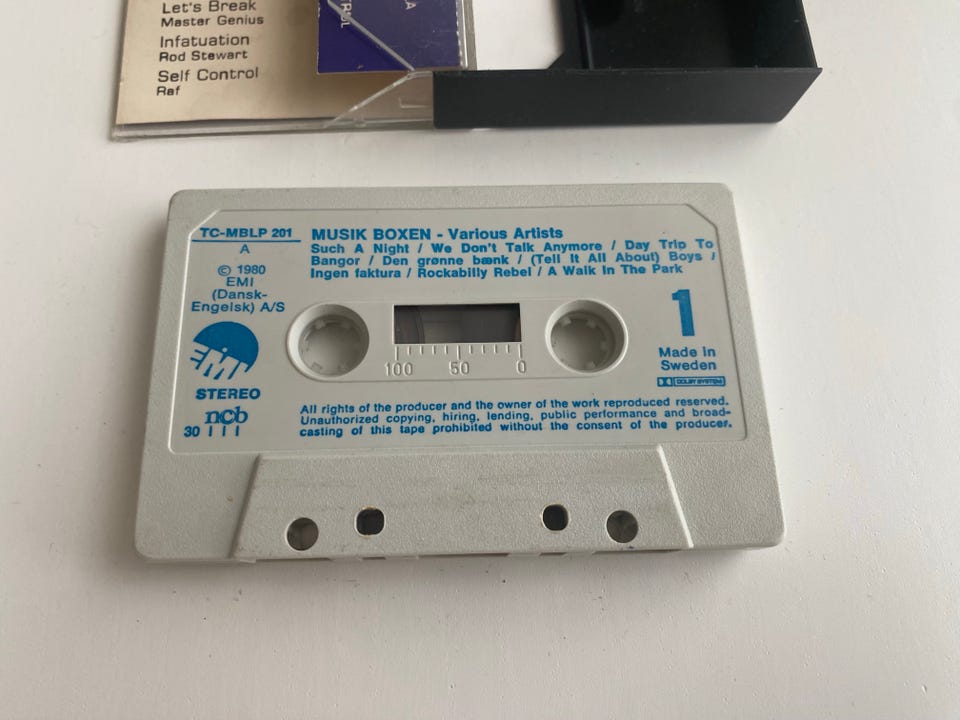 Let's Break
Master Genius
Infatuation
Rod Stewart
Self Control
Raf
TROL
A
TC-MBLP 201
A
© 1980
EMI
(Dansk-
Engelsk) A/S
EMI
STEREO
ncb
30
MUSIK BOXEN - Various Artists
Such A Night / We Don't Talk Anymore / Day Trip To
Bangor / Den grønne bænk / (Tell It All About) Boys /
Ingen faktura / Rockabilly Rebel / A Walk In The Park
1
Made in
Sweden
DOLBY SYSTEM
100 50 0
All rights of the producer and the owner of the work reproduced reserved.
Unauthorized copying, hiring, lending, public performance and broad-
casting of this tape prohibited without the consent of the producer.